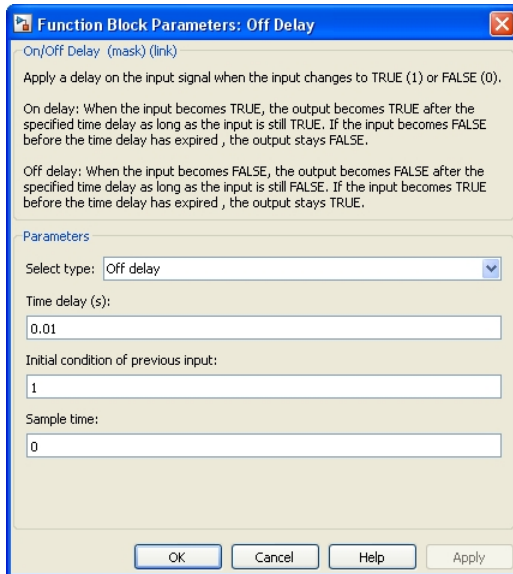 Function Block Parameters: Off Delay
On/Off Delay (mask) (link)
Apply a delay on the input signal when the input changes to TRUE (1) or FALSE (0).
On delay: When the input becomes TRUE, the output becomes TRUE after the
specified time delay as long as the input is still TRUE. If the input becomes FALSE
before the time delay has expired , the output stays FALSE.
Off delay: When the input becomes FALSE, the output becomes FALSE after the
specified time delay as long as the input is still FALSE. If the input becomes TRUE
before the time delay has expired , the output stays TRUE.
Parameters
Select type: Off delay
Time delay (s):
0.01
Initial condition of previous input:
1
Sample time:
0
OK Cancel Help Apply